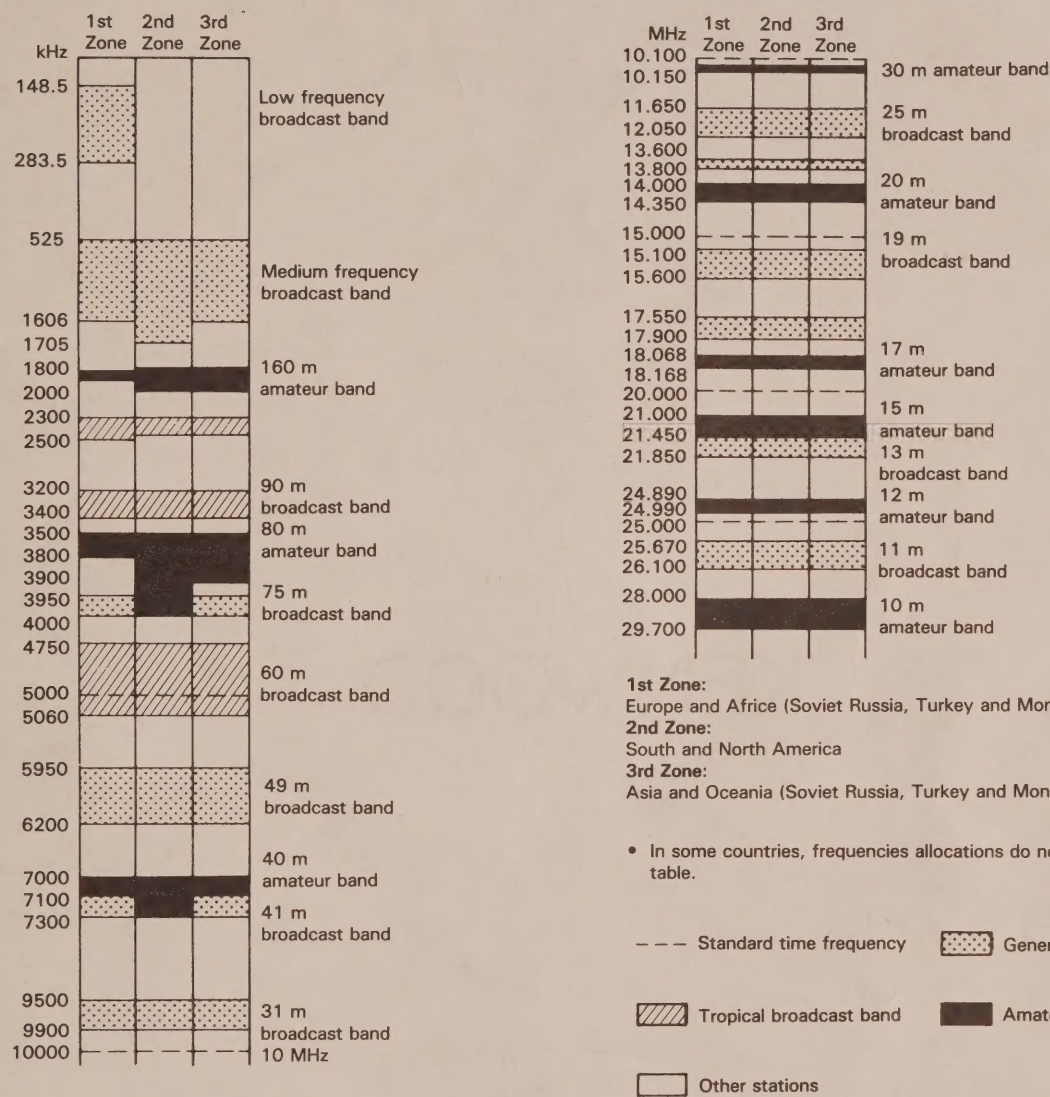 1st 2nd 3rd
kHz Zone Zone Zone
148.5
Low frequency
broadcast band
283.5
525
Medium frequency
broadcast band
1606
1705
1800
160 m
amateur band
2000
2300
2500
3200
90 m
broadcast band
3400
3500
80 m
amateur band
3800
3900
3950
75 m
broadcast band
4000
4750
60 m
broadcast band
5000
5060
5950
49 m
broadcast band
6200
40 m
7000
amateur band
7100
41 m
7300
broadcast band
9500
31 m
9900
broadcast band
10000
10 MHz
1st 2nd 3rd
MHz Zone Zone Zone
10.100
10.150
30 m amateur band
11.650
25 m
12.050
broadcast band
13.600
13.800
14.000
20 m
14.350
amateur band
15.000
19 m
15.100
broadcast band
15.600
17.550
17.900
18.068
17 m
18.168
amateur band
20.000
21.000
15 m
21.450
amateur band
21.850
13 m
broadcast band
24.890
12 m
24.990
amateur band
25.000
25.670
11 m
26.100
broadcast band
28.000
10 m
29.700
amateur band
1st Zone:
Europe and Africe (Soviet Russia, Turkey and Mon
2nd Zone:
South and North America
3rd Zone:
Asia and Oceania (Soviet Russia, Turkey and Mon
• In some countries, frequencies allocations do
table.
--- Standard time frequency Gener
Tropical broadcast band Amate
Other stations